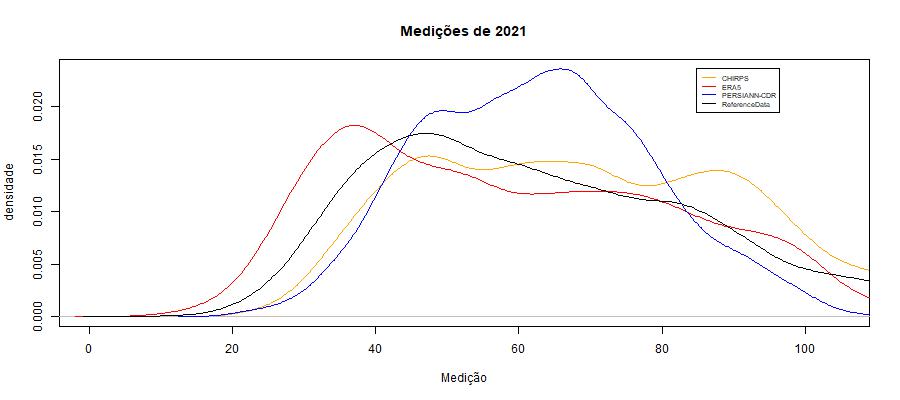 Medições de 2021
CHIRPS
ERA5
PERSIANN-CDR
ReferenceData
densidade
0.020
0.015
0.010
0.005
0.000
0 20 40 60 80 100
Medição